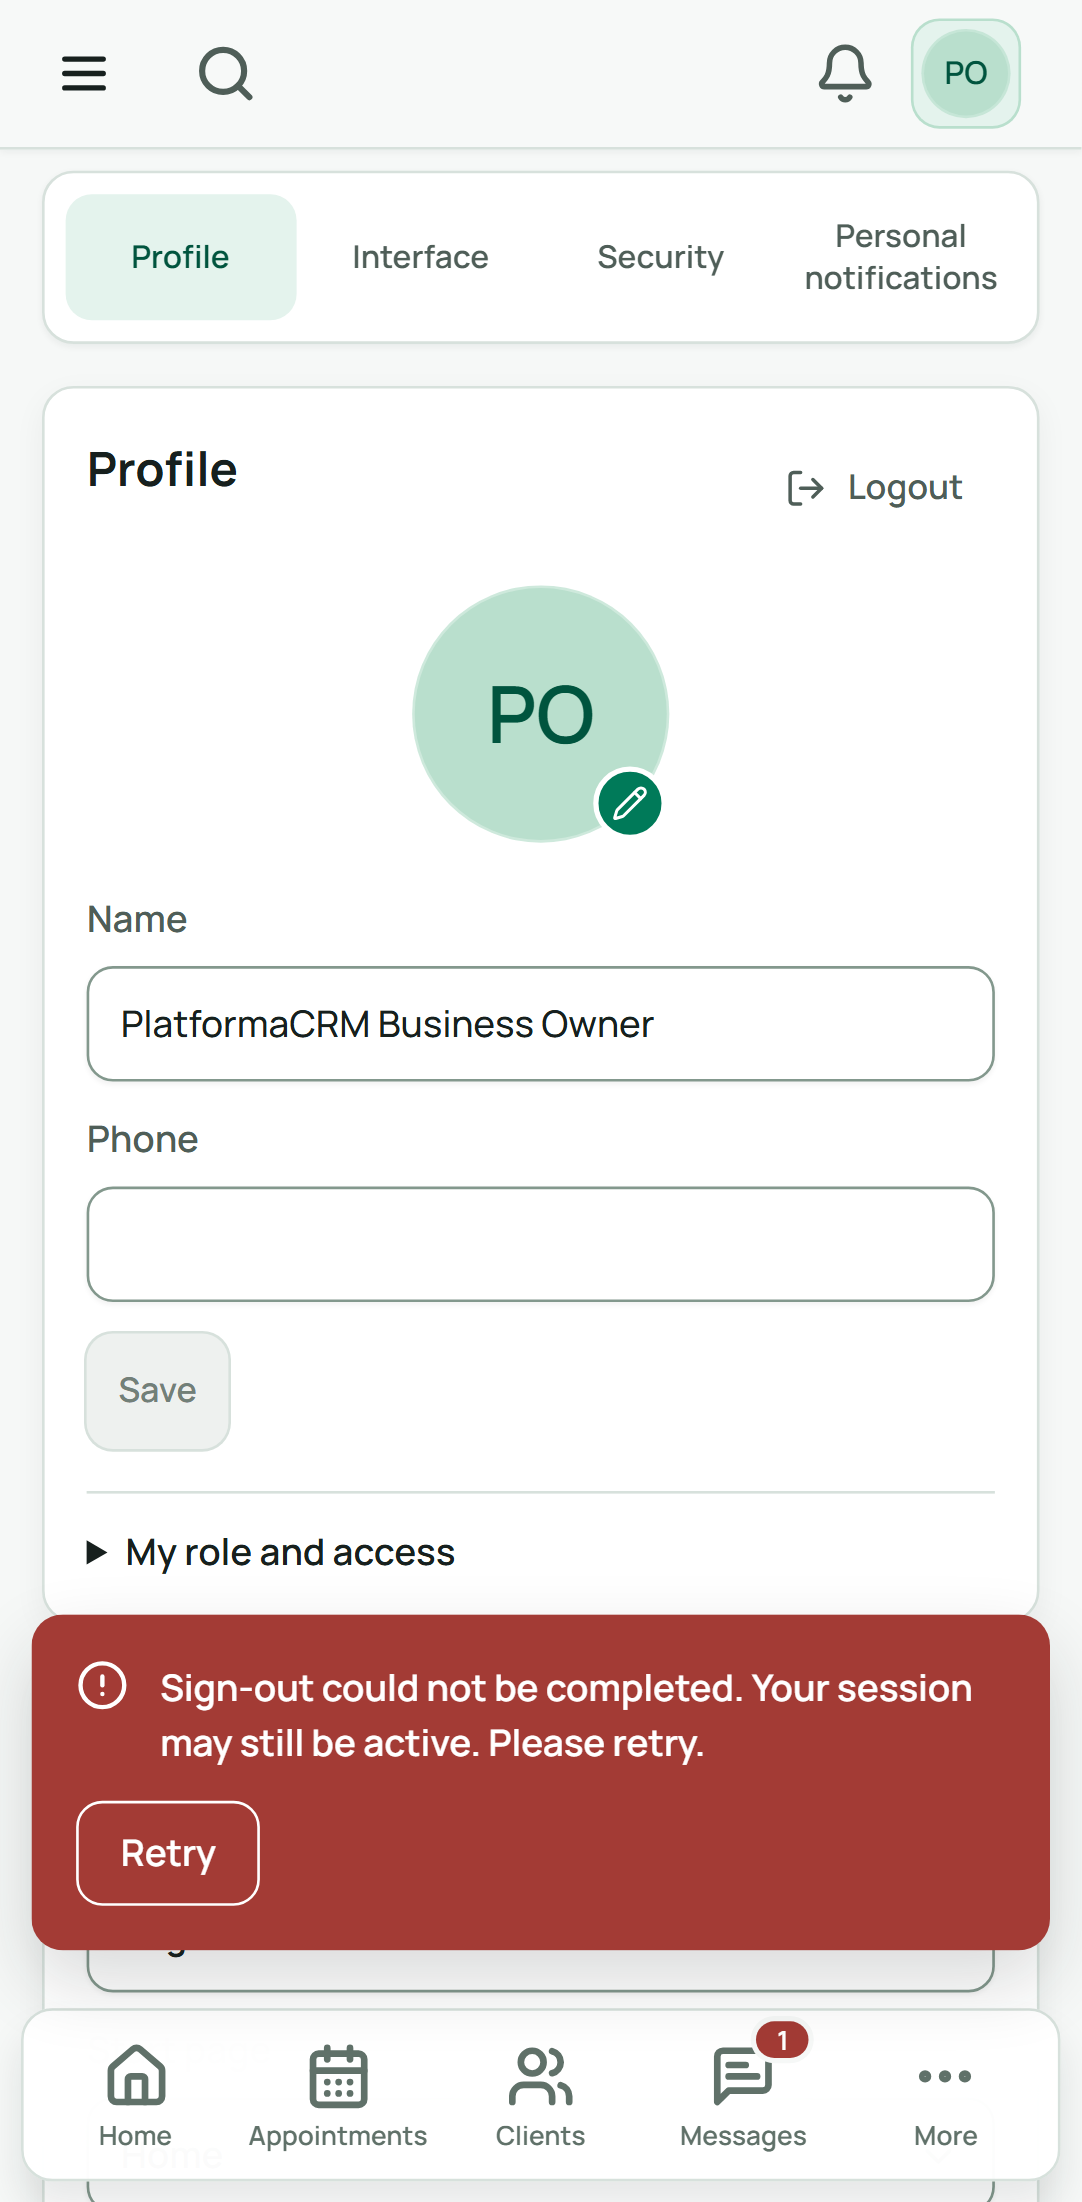 PO
Profile
Interface
Security
Personal
notifications
Profile
Logout
PO
Name
PlatformaCRM Business Owner
Phone
Save
My role and access
Sign-out could not be completed. Your session
may still be active. Please retry.
Retry
1
Home
Appointments
Clients
Messages
More
Home